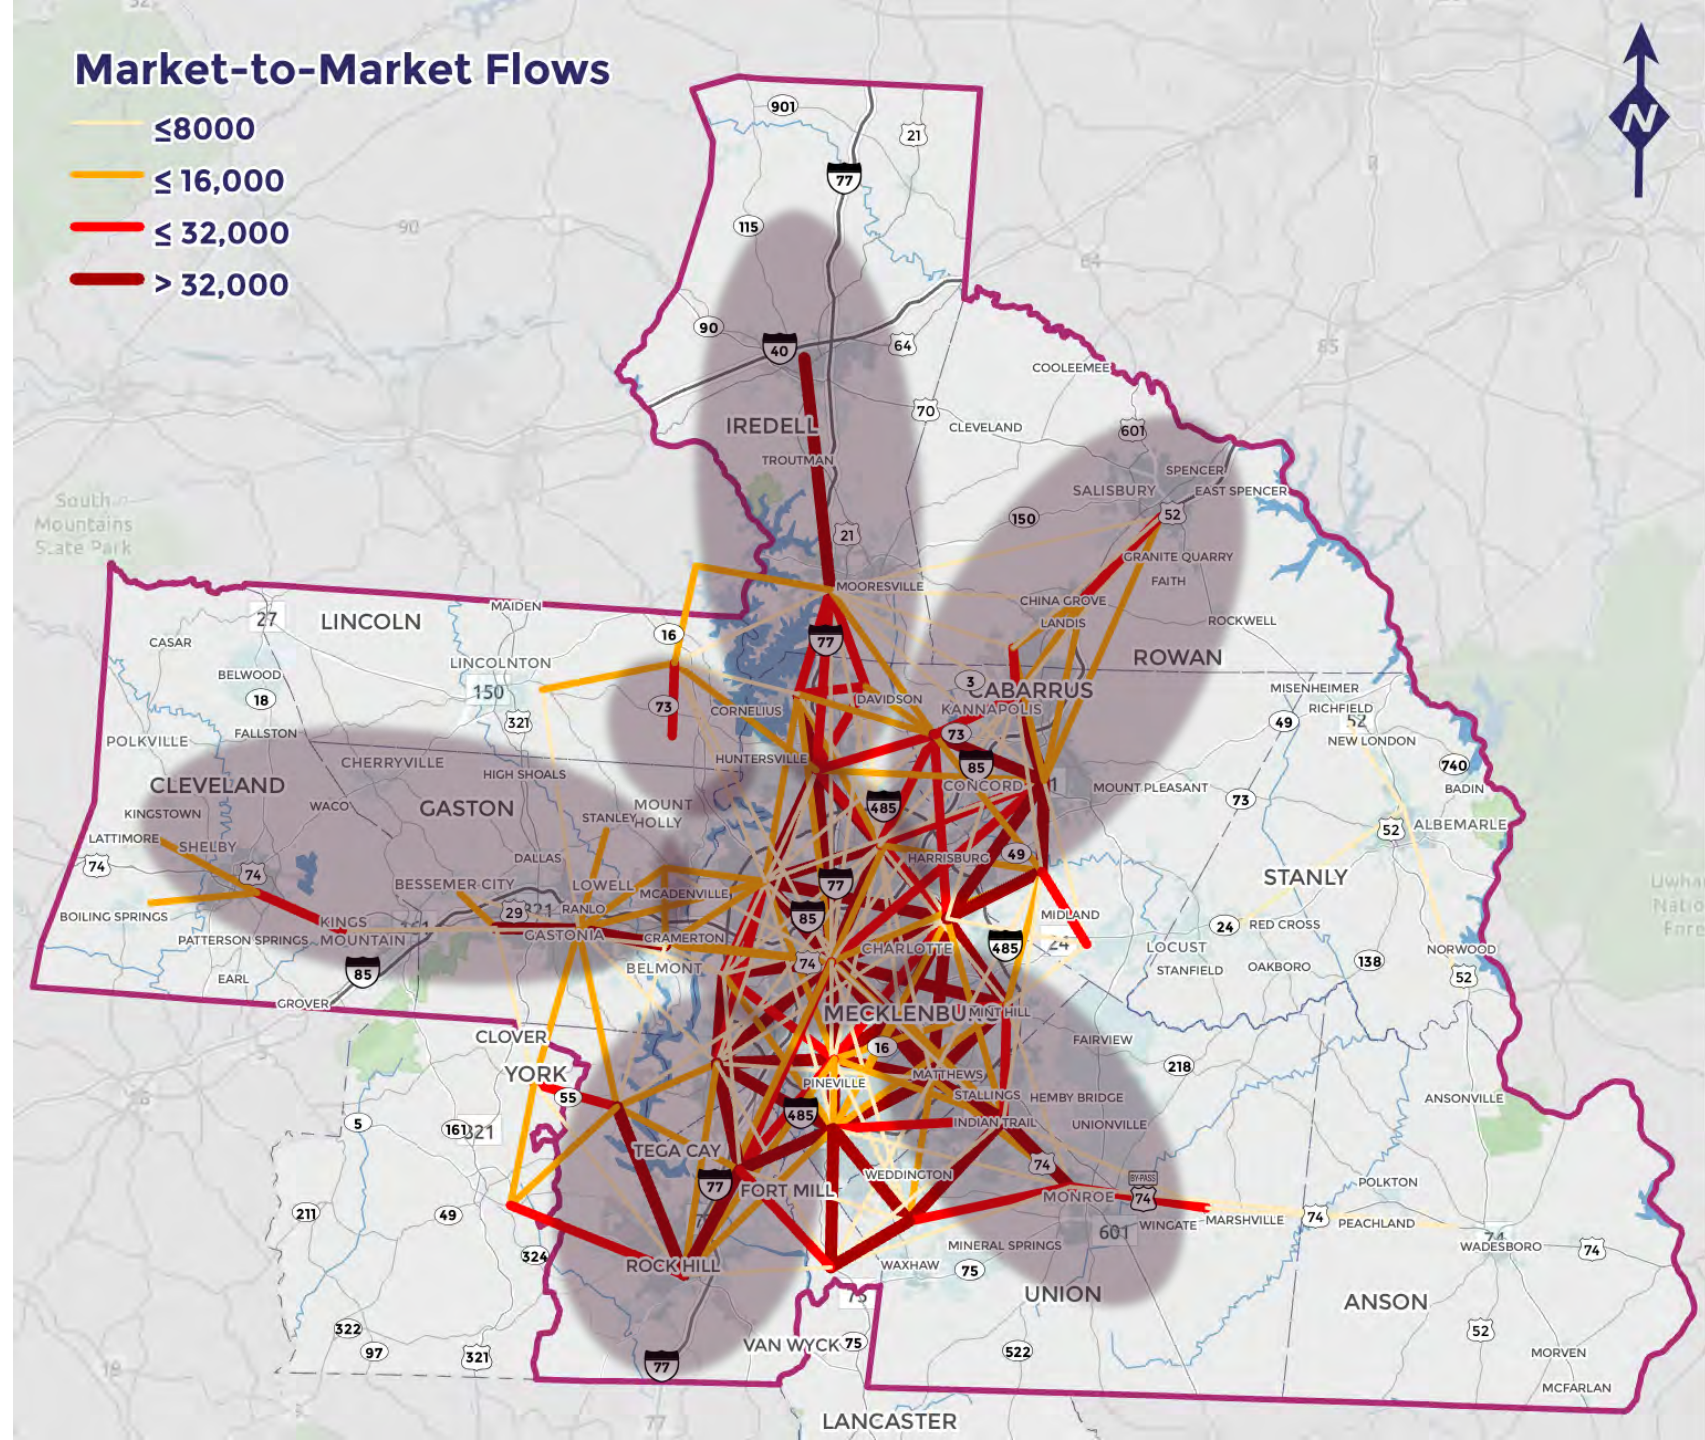 Market-to-Market Flows
≤8000
≤ 16,000
≤ 32,000
> 32,000
N
901
21
77
115
90
90
40
64
64
85
COOLEEMEE
IREDELL
70
CLEVELAND
601
TROUTMAN
SPENCER
SALISBURY
EAST SPENCER
South
Mountains
State Park
150
52
21
GRANITE QUARRY
FAITH
MOORESVILLE
CHINA GROVE
LANDIS
ROCKWELL
MAIDEN
27
LINCOLN
16
77
CASAR
ROWAN
LINCOLNTON
BELWOOD
18
150
321
73
CORNELIUS
DAVIDSON
3
CABARRUS
KANNAPOLIS
MISENHEIMER
RICHFIELD
49
52
NEW LONDON
FALLSTON
POLKVILLE
CHERRYVILLE
HIGH SHOALS
HUNTERSVILLE
73
85
740
BADIN
CLEVELAND
KINGSTOWN
WACO
GASTON
MOUNT
HOLLY
STANLEY
485
CONCORD
MOUNT PLEASANT
73
LATTIMORE
SHELBY
74
74
DALLAS
HARRISBURG
49
52
ALBEMARLE
BESSEMER CITY
LOWELL
MCADENVILLE
77
STANLY
BOILING SPRINGS
29
321
RANLO
85
MIDLAND
KINGS
MOUNTAIN
PATTERSON SPRINGS
GASTONIA
CRAMERTON
CHARLOTTE
485
24
24
RED CROSS
LOCUST
NORWOOD
EARL
85
BELMONT
74
STANFIELD
OAKBORO
138
52
GROVER
MECKLENBURG
MINT HILL
CLOVER
16
FAIRVIEW
YORK
PINEVILLE
MATTHEWS
218
55
STALLINGS
HEMBY BRIDGE
ANSONVILLE
5
161
321
485
INDIAN TRAIL
UNIONVILLE
TEGA CAY
74
WEDDINGTON
BY-PASS
74
POLKTON
77
FORT MILL
MONROE
211
49
WINGATE
MARSHVILLE
74
PEACHLAND
601
74
WADESBORO
74
324
ROCK HILL
MINERAL SPRINGS
WAXHAW
75
75
UNION
ANSON
322
97
321
77
VAN WYCK
75
522
52
MORVEN
MCFARLAN
77
LANCASTER